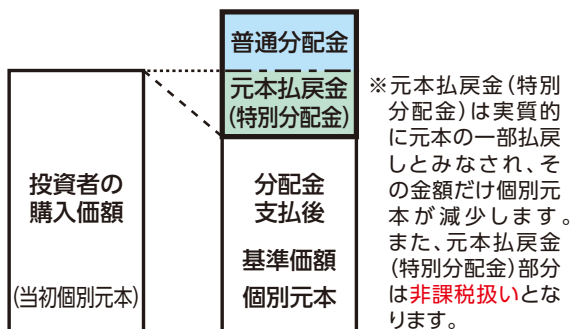 普通分配金
元本払戻金
(特別分配金)
投資者の
購入価額
(当初個別元本)
分配金
支払後
基準価額
個別元本
※元本払戻金(特別
分配金)は実質的
に元本の一部払戻
しとみなされ、そ
の金額だけ個別元
本が減少します。
また、元本払戻金
(特別分配金)部分
は非課税扱いとな
ります。